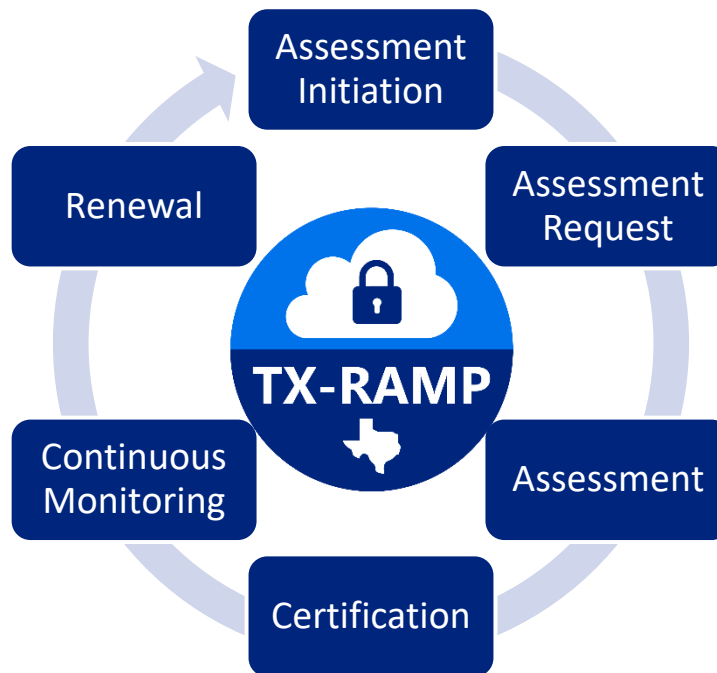 Assessment
Initiation
Assessment
Request
Assessment
Certification
Continuous
Monitoring
Renewal
TX-RAMP